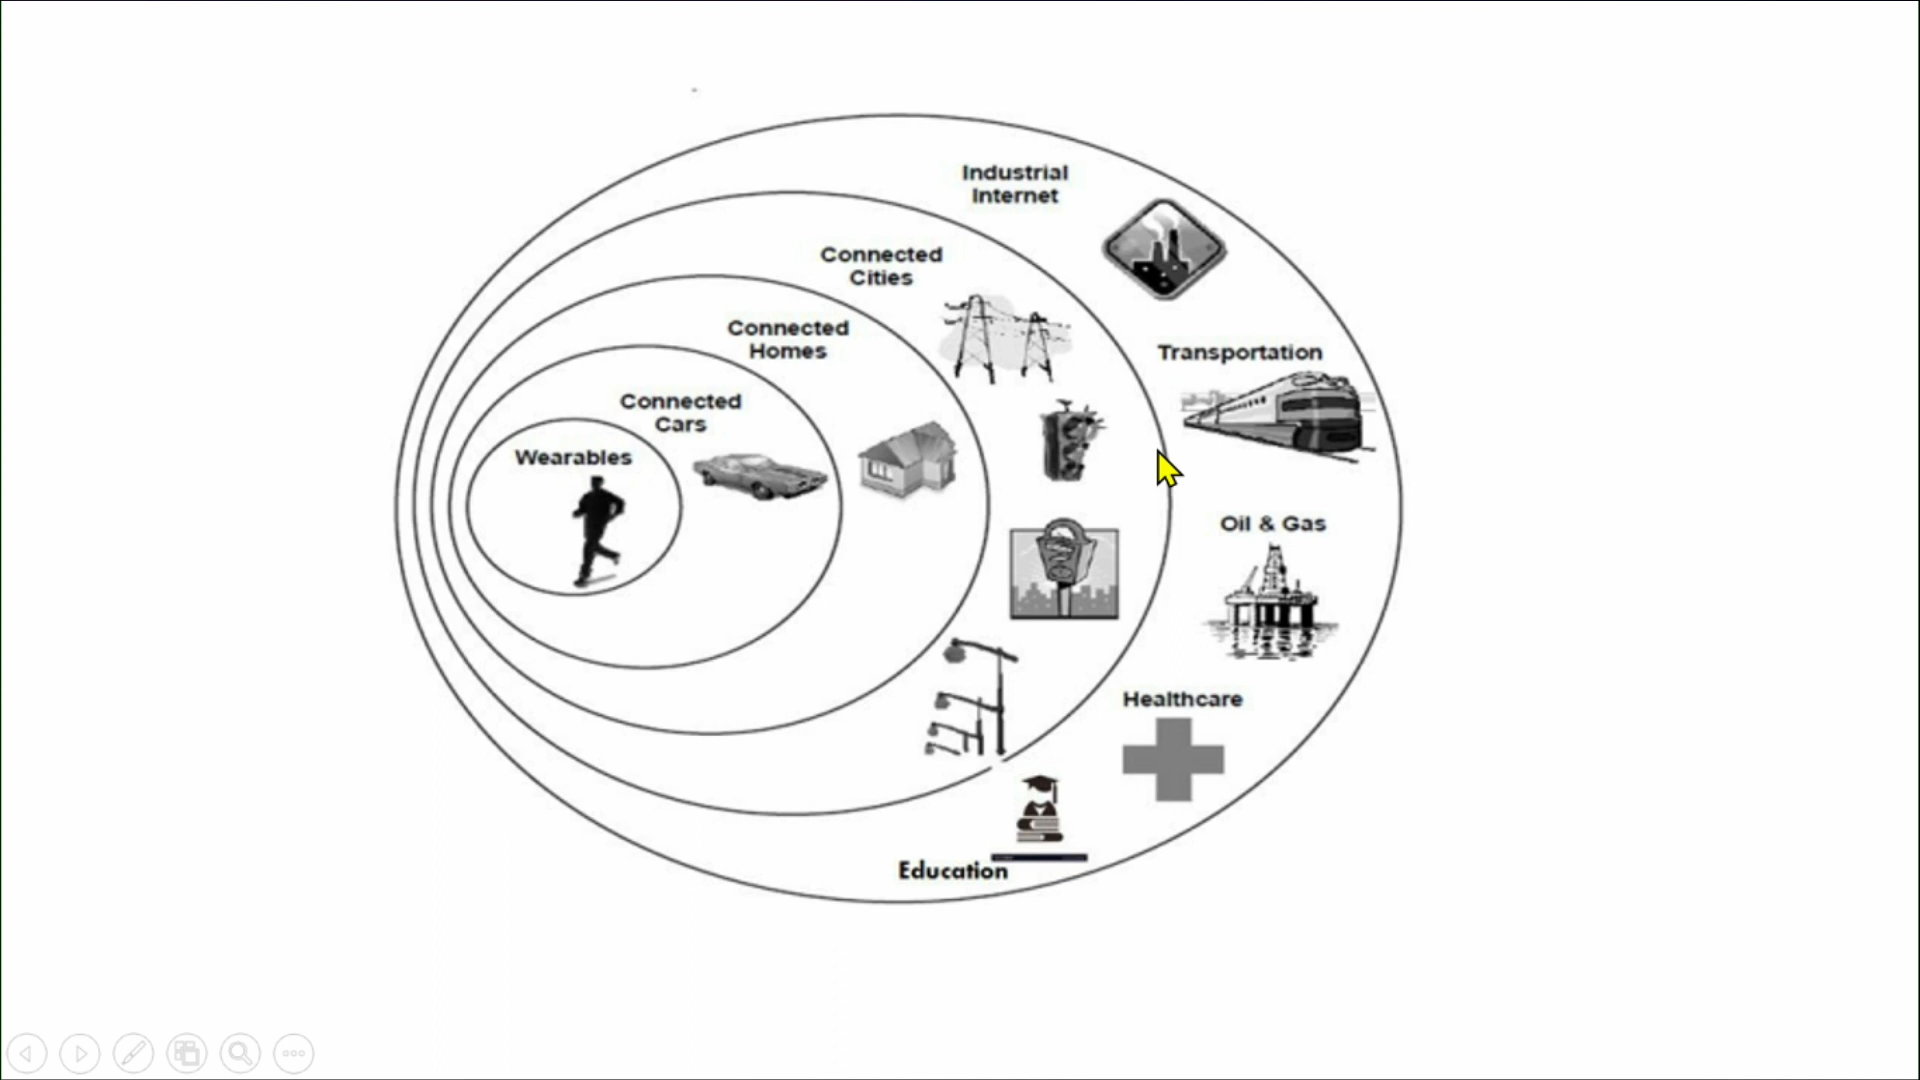 Industrial
Internet
Connected
Cities
Connected
Homes
Transportation
Connected
Cars
Wearables
Oil & Gas
Healthcare
Education